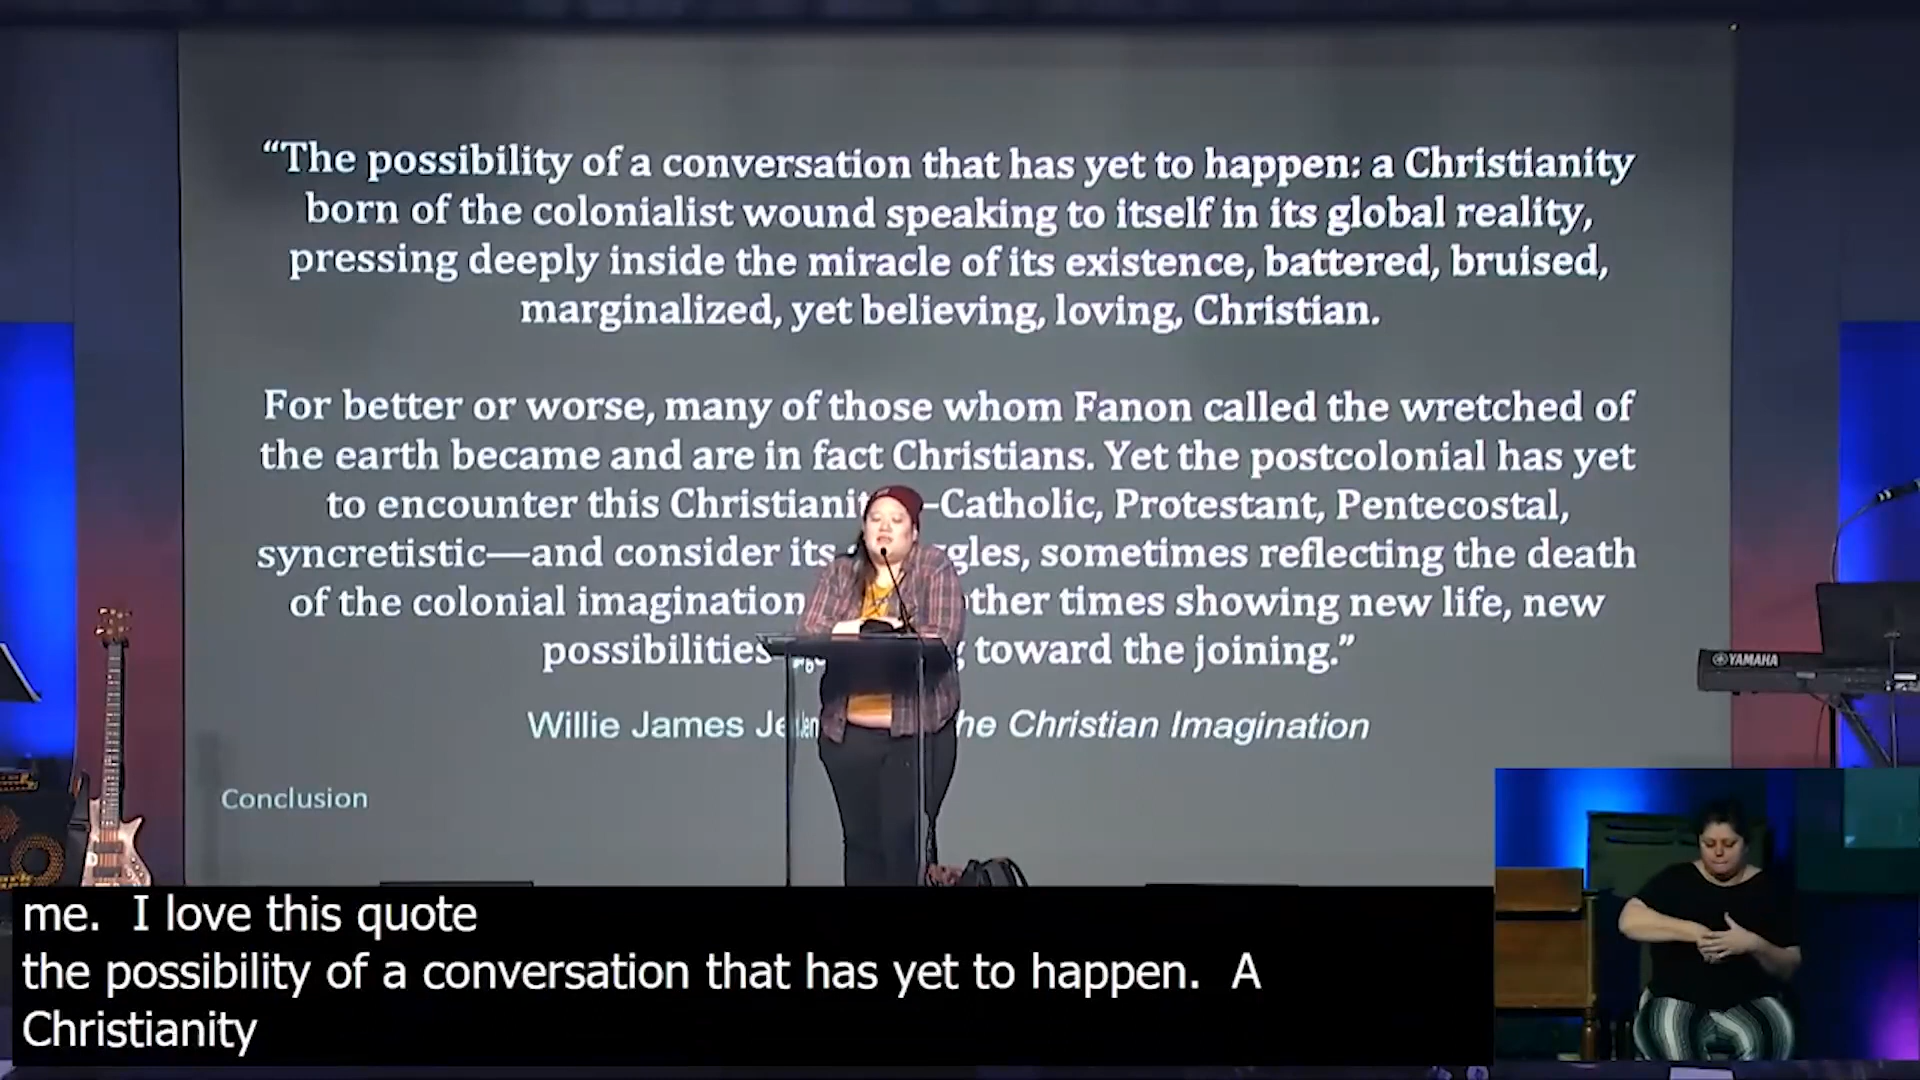 “The possibility of a conversation that has yet to happen: a Christianity
born of the colonialist wound speaking to itself in its global reality,
pressing deeply inside the miracle of its existence, battered, bruised,
marginalized, yet believing, loving, Christian.
For better or worse, many of those whom Fanon called the wretched of
the earth became and are in fact Christians. Yet the postcolonial has yet
to encounter this —Catholic, Protestant, Pentecostal,
syncretistic—and consider its sometimes reflecting the death
of the colonial imagination times showing new life, new
possibilities toward the joining.”
Willie James Christian Imagination
Conclusion
YAMAHA
me. I love this quote
the possibility of a conversation that has yet to happen. A
Christianity